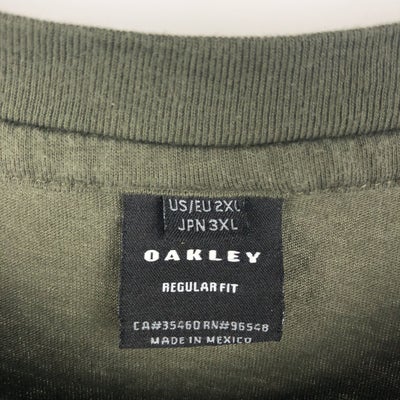 US/EU 2XL
JPN 3XL
OAKLEY
REGULAR FIT
CA#35460 RN#96548
MADE IN MEXICO